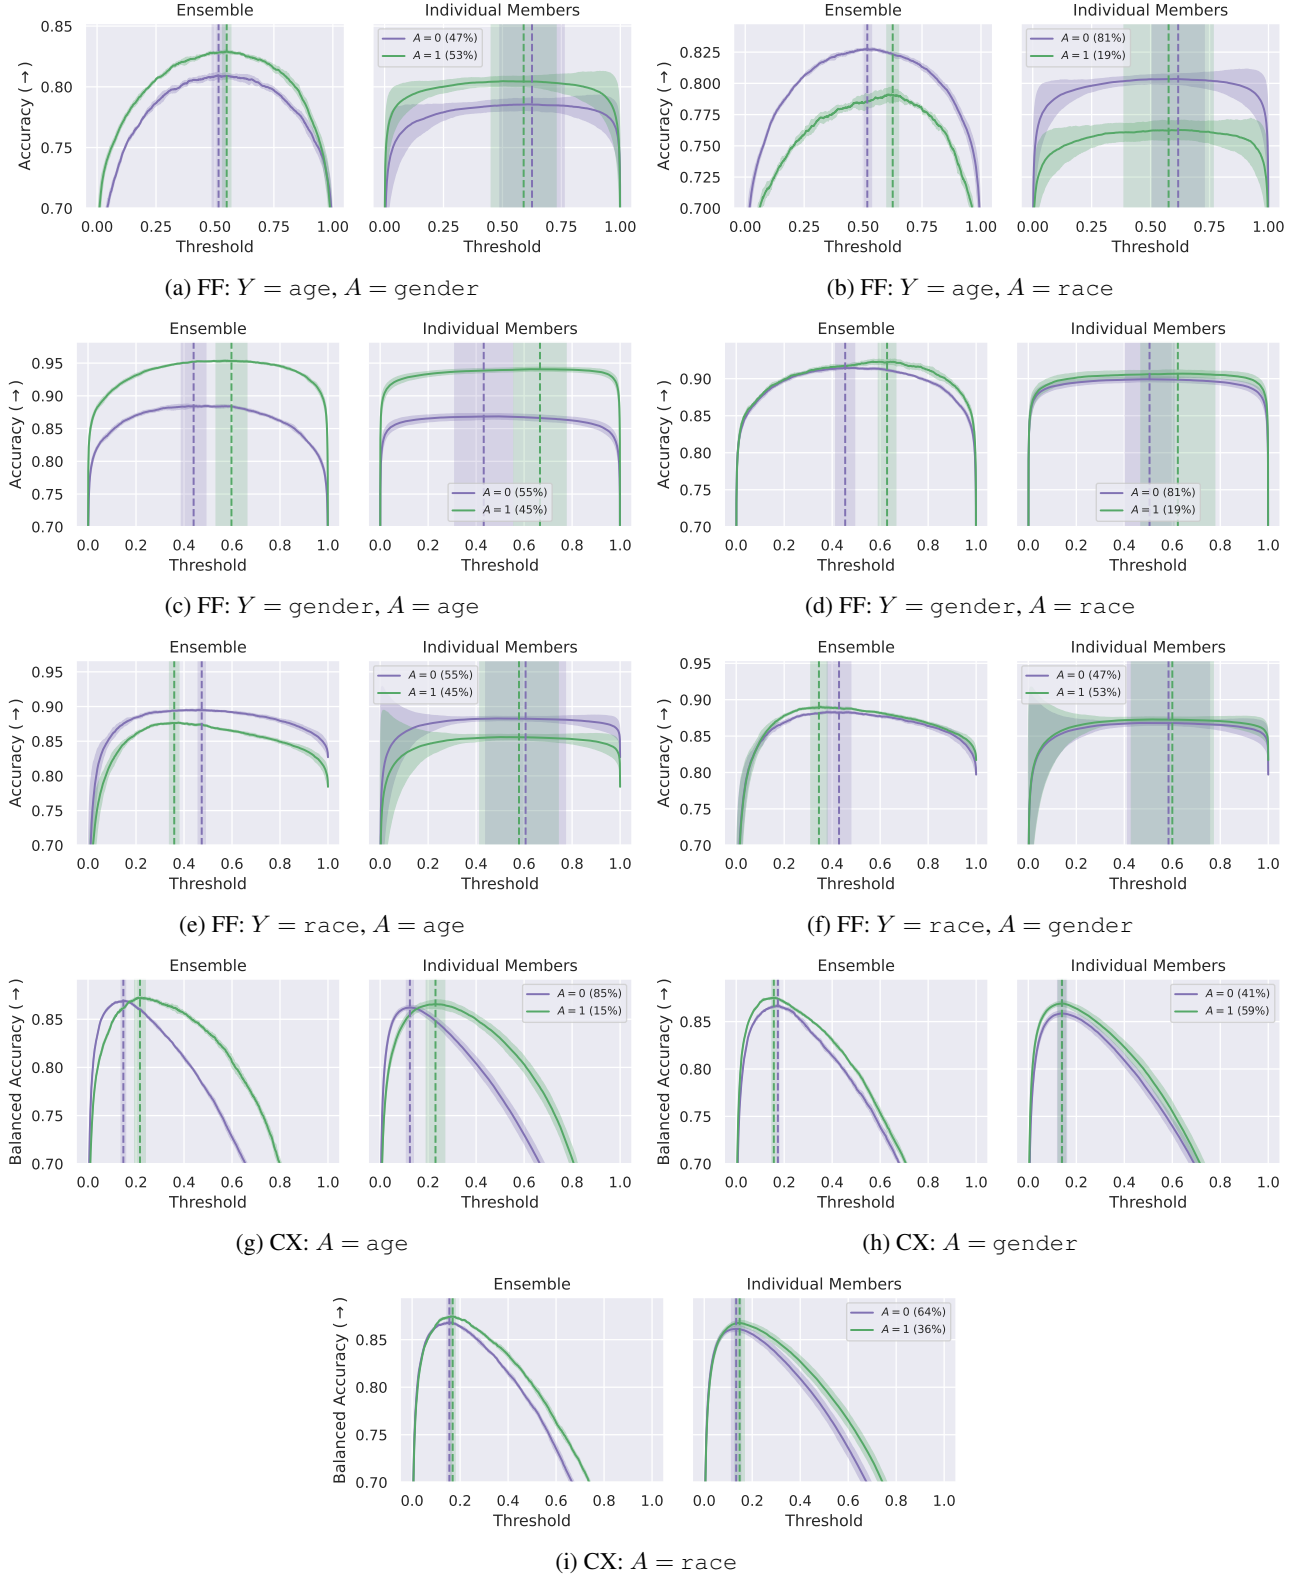 Ensemble
Individual Members
Accuracy (→)
0.85
0.80
0.75
0.70
A = 0 (47%)
A = 1 (53%)
0.00 0.25 0.50 0.75 1.00
0.00 0.25 0.50 0.75 1.00
Threshold
Threshold
(a) FF: Y = age, A = gender
Ensemble
Individual Members
Accuracy (→)
0.825
0.800
0.775
0.750
0.725
0.700
A = 0 (81%)
A = 1 (19%)
0.00 0.25 0.50 0.75 1.00
0.00 0.25 0.50 0.75 1.00
Threshold
Threshold
(b) FF: Y = age, A = race
Ensemble
Individual Members
Accuracy (→)
0.95
0.90
0.85
0.80
0.75
0.70
A = 0 (55%)
A = 1 (45%)
0.0 0.2 0.4 0.6 0.8 1.0
0.0 0.2 0.4 0.6 0.8 1.0
Threshold
Threshold
(c) FF: Y = gender, A = age
Ensemble
Individual Members
Accuracy (→)
0.90
0.85
0.80
0.75
0.70
A = 0 (81%)
A = 1 (19%)
0.0 0.2 0.4 0.6 0.8 1.0
0.0 0.2 0.4 0.6 0.8 1.0
Threshold
Threshold
(d) FF: Y = gender, A = race
Ensemble
Individual Members
Accuracy (→)
0.95
0.90
0.85
0.80
0.75
0.70
A = 0 (55%)
A = 1 (45%)
0.0 0.2 0.4 0.6 0.8 1.0
0.0 0.2 0.4 0.6 0.8 1.0
Threshold
Threshold
(e) FF: Y = race, A = age
Ensemble
Individual Members
Accuracy (→)
0.95
0.90
0.85
0.80
0.75
0.70
A = 0 (47%)
A = 1 (53%)
0.0 0.2 0.4 0.6 0.8 1.0
0.0 0.2 0.4 0.6 0.8 1.0
Threshold
Threshold
(f) FF: Y = race, A = gender
Ensemble
Individual Members
Balanced Accuracy (→)
0.85
0.80
0.75
0.70
A = 0 (85%)
A = 1 (15%)
0.0 0.2 0.4 0.6 0.8 1.0
0.0 0.2 0.4 0.6 0.8 1.0
Threshold
Threshold
(g) CX: A = age
Ensemble
Individual Members
Balanced Accuracy (→)
0.85
0.80
0.75
0.70
A = 0 (41%)
A = 1 (59%)
0.0 0.2 0.4 0.6 0.8 1.0
0.0 0.2 0.4 0.6 0.8 1.0
Threshold
Threshold
(h) CX: A = gender
Ensemble
Individual Members
Balanced Accuracy (→)
0.85
0.80
0.75
0.70
A = 0 (64%)
A = 1 (36%)
0.0 0.2 0.4 0.6 0.8 1.0
0.0 0.2 0.4 0.6 0.8 1.0
Threshold
Threshold
(i) CX: A = race